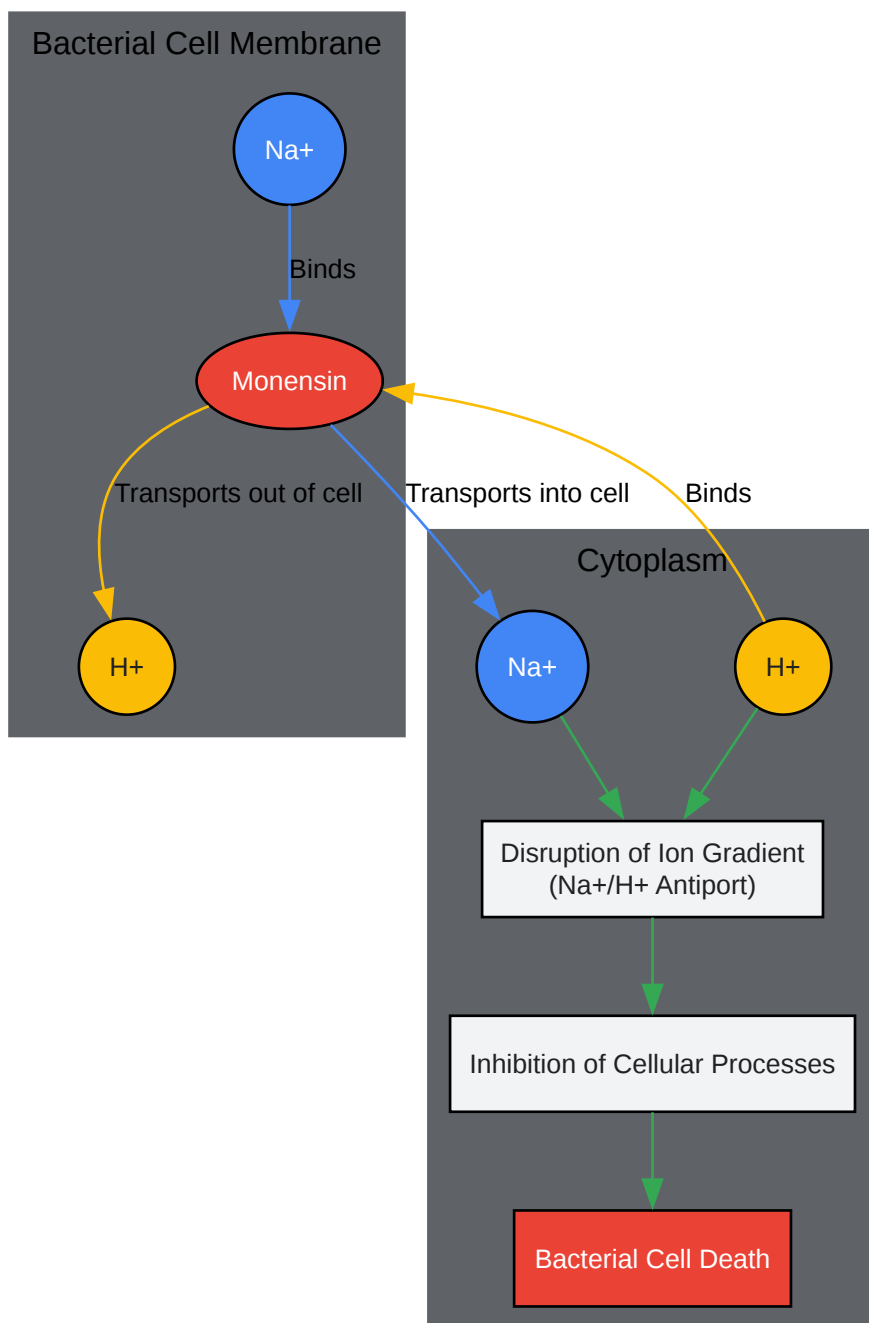 Bacterial Cell Membrane
Na+
Binds
Monensin
Transports out of cell
Transports into cell
Binds
Cytoplasm
H+
Na+
H+
Disruption of Ion Gradient
(Na+/H+ Antiport)
Inhibition of Cellular Processes
Bacterial Cell Death